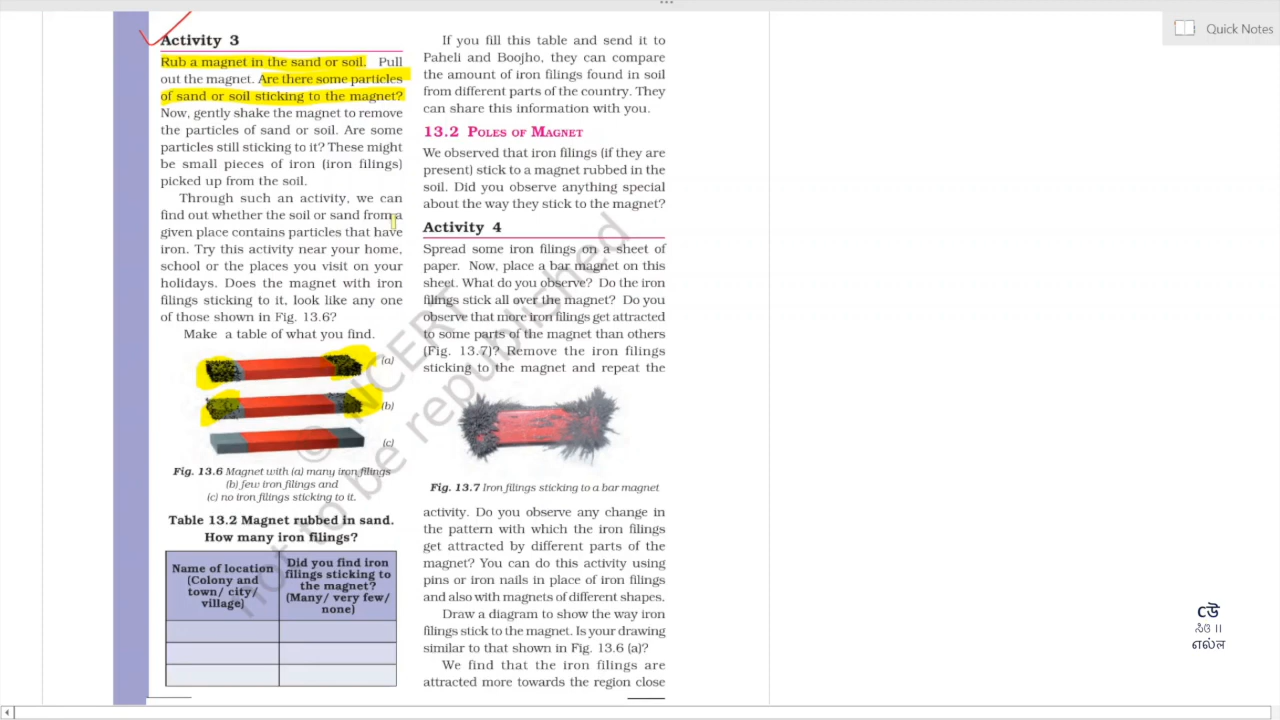 Quick Notes
Activity 3
Rub a magnet in the sand or soil. Pull
out the magnet. Are there some particles
of sand or soil sticking to the magnet?
Now, gently shake the magnet to remove
the particles of sand or soil. Are some
particles still sticking to it? These might
be small pieces of iron (iron filings)
picked up from the soil.
Through such an activity, we can
find out whether the soil or sand from a
given place contains particles that have
iron. Try this activity near your home,
school or the places you visit on your
holidays. Does the magnet with iron
filings sticking to it, look like any one
of those shown in Fig. 13.6?
Make a table of what you find.
(a)
(b)
(c)
Fig. 13.6 Magnet with (a) many iron filings
(b) few iron filings and
(c) no iron filings sticking to it.
Table 13.2 Magnet rubbed in sand.
How many iron filings?
Name of location
(Colony and
town/ city/
village)
Did you find iron
filings sticking to
the magnet?
(Many/ very few/
none)
If you fill this table and send it to
Paheli and Boojho, they can compare
the amount of iron filings found in soil
from different parts of the country. They
can share this information with you.
13.2 POLES OF MAGNET
We observed that iron filings (if they are
present) stick to a magnet rubbed in the
soil. Did you observe anything special
about the way they stick to the magnet?
Activity 4
Spread some iron filings on a sheet of
paper. Now, place a bar magnet on this
sheet. What do you observe? Do the iron
filings stick all over the magnet? Do you
observe that more iron filings get attracted
to some parts of the magnet than others
(Fig. 13.7)? Remove the iron filings
sticking to the magnet and repeat the
Fig. 13.7 Iron filings sticking to a bar magnet
activity. Do you observe any change in
the pattern with which the iron filings
get attracted by different parts of the
magnet? You can do this activity using
pins or iron nails in place of iron filings
and also with magnets of different shapes.
Draw a diagram to show the way iron
filings stick to the magnet. Is your drawing
similar to that shown in Fig. 13.6 (a)?
We find that the iron filings are
attracted more towards the region close
© NCERT
not to be republished